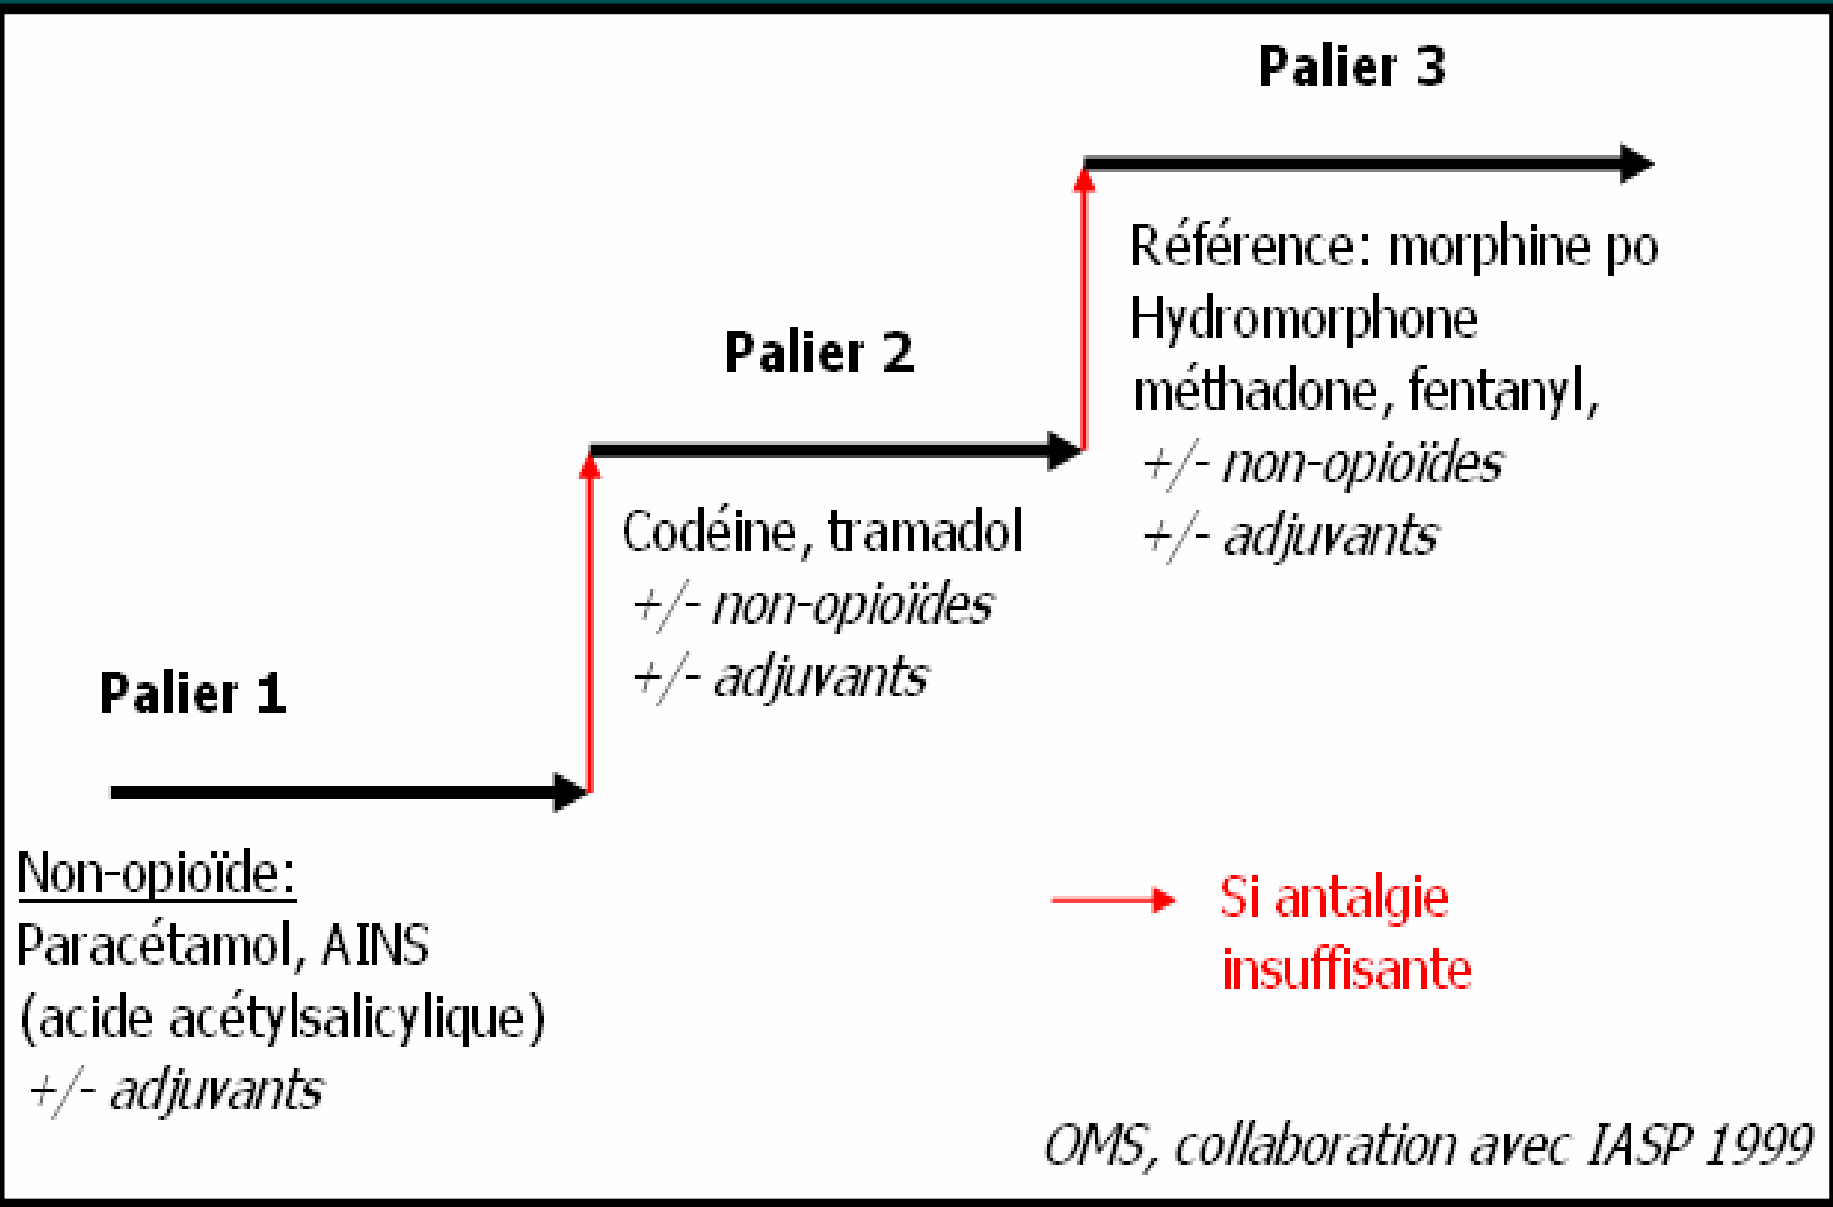 Palier 3
Référence: morphine po
Hydromorphone
méthadone, fentanyl,
+/- non-opioïdes
+/- adjuvants
Palier 2
Codéine, tramadol
+/- non-opioïdes
+/- adjuvants
Palier 1
Non-opioïde:
Paracétamol, AINS
(acide acétylsalicylique)
+/- adjuvants
Si antalgie
insuffisante
OMS, collaboration avec IASP 1999